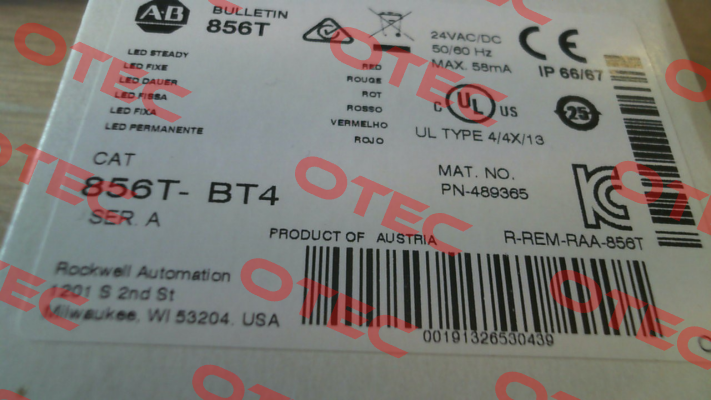 A-B
BULLETIN
856T
24VAC/DC
50/60 Hz
MAX. 58mA
CE
IP 66/67
LED STEADY RED
LED FIXE ROUGE
LED DAUER ROT
LED FISSA ROSSO
LED FIXA VERMELHO
LED PERMANENTE ROJO
C UL US
25
UL TYPE 4/4X/13
CAT
856T- BT4
SER. A
MAT. NO.
PN-489365
PRODUCT OF AUSTRIA
R-REM-RAA-856T
Rockwell Automation
1201 S 2nd St
Milwaukee, WI 53204, USA
00191326530439
OTEC